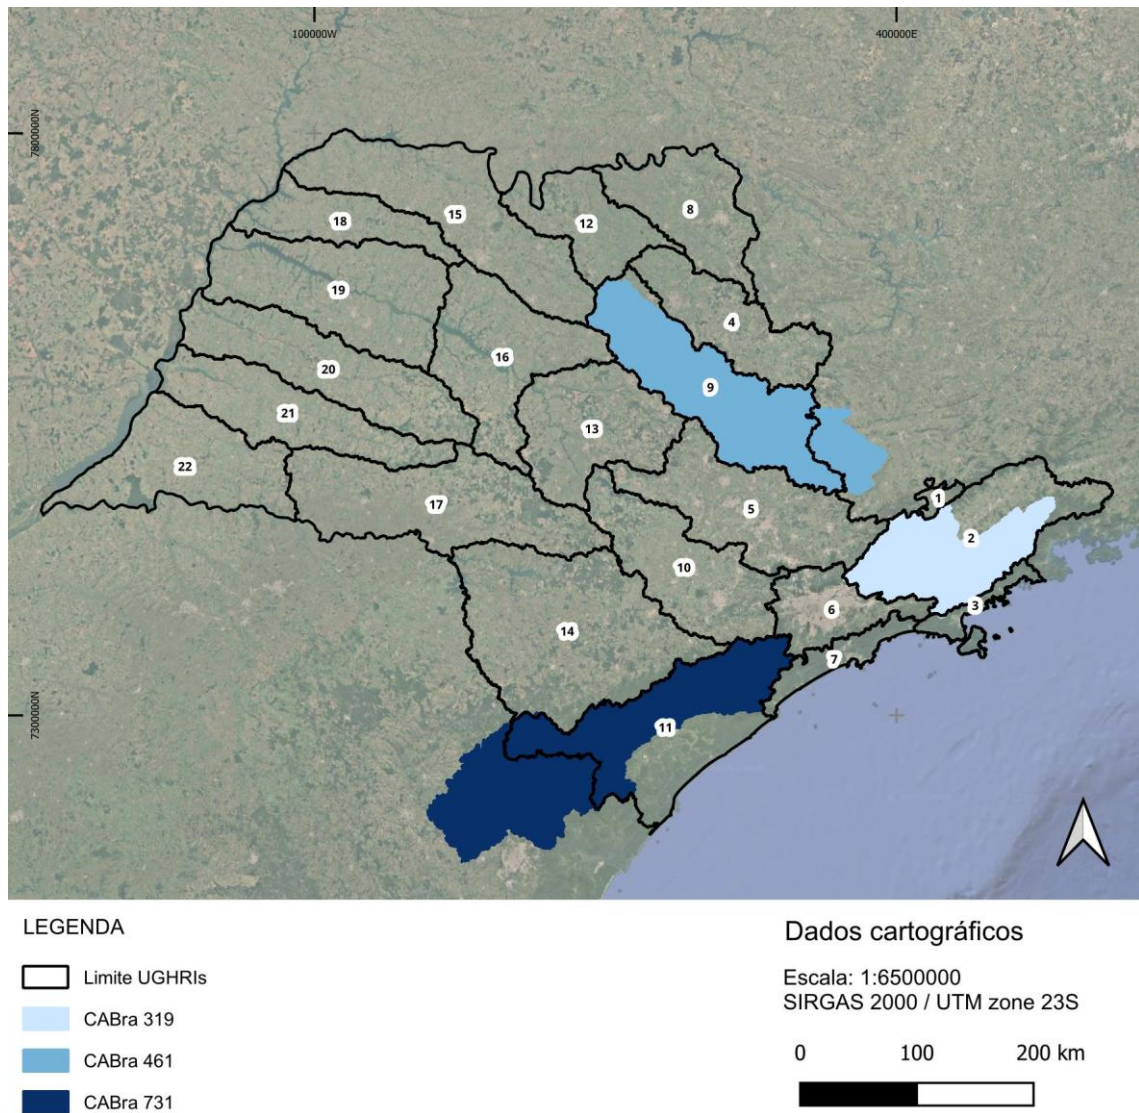 100000W
400000E
7800000N
8
15
12
18
19
4
16
20
9
21
13
22
17
1
5
2
10
3
6
14
7
7300000N
11
LEGENDA
Limite UGHRIs
CABra 319
CABra 461
CABra 731
Dados cartográficos
Escala: 1:6500000
SIRGAS 2000 / UTM zone 23S
0 100 200 km